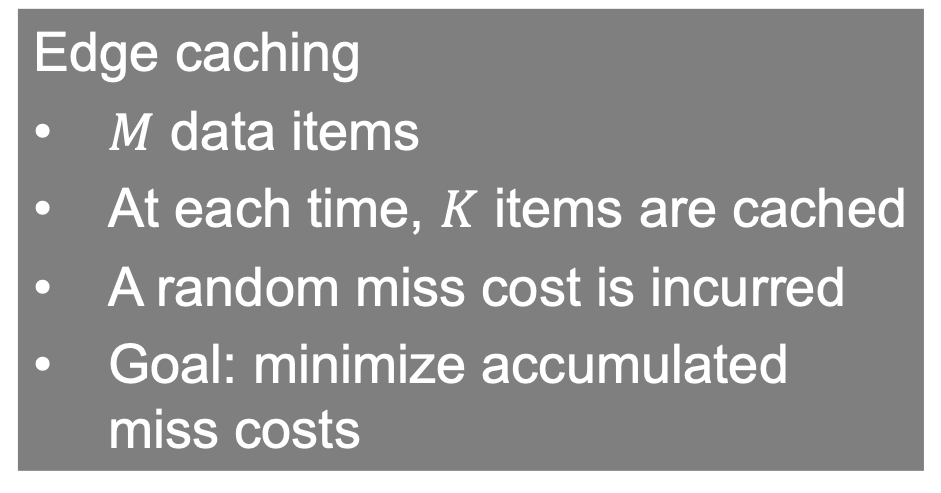 Edge caching
• M data items
• At each time, K items are cached
• A random miss cost is incurred
• Goal: minimize accumulated
miss costs